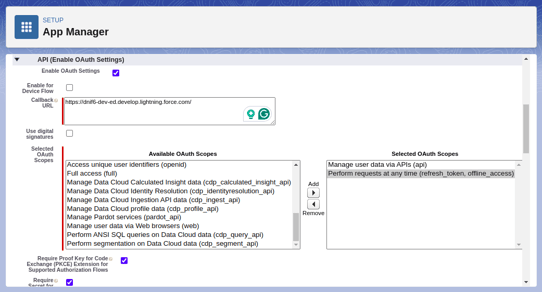 SETUP
App Manager
API (Enable OAuth Settings)
Enable OAuth Settings
Enable for
Device Flow
Callback
URL
https://dnif6-dev-ed.develop.lightning.force.com/
Use digital
signatures
Selected
OAuth
Scopes
Available OAuth Scopes
Access unique user identifiers (openid)
Full access (full)
Manage Data Cloud Calculated Insight data (cdp_calculated_insight_api)
Manage Data Cloud Identity Resolution (cdp_identityresolution_api)
Manage Data Cloud Ingestion API data (cdp_ingest_api)
Manage Data Cloud profile data (cdp_profile_api)
Manage Pardot services (pardot_api)
Manage user data via Web browsers (web)
Perform ANSI SQL queries on Data Cloud data (cdp_query_api)
Perform segmentation on Data Cloud data (cdp_segment_api)
Add
Remove
Selected OAuth Scopes
Manage user data via APIs (api)
Perform requests at any time (refresh_token, offline_access)
Require Proof Key for Code
Exchange (PKCE) Extension for
Supported Authorization Flows
Require
Secret for